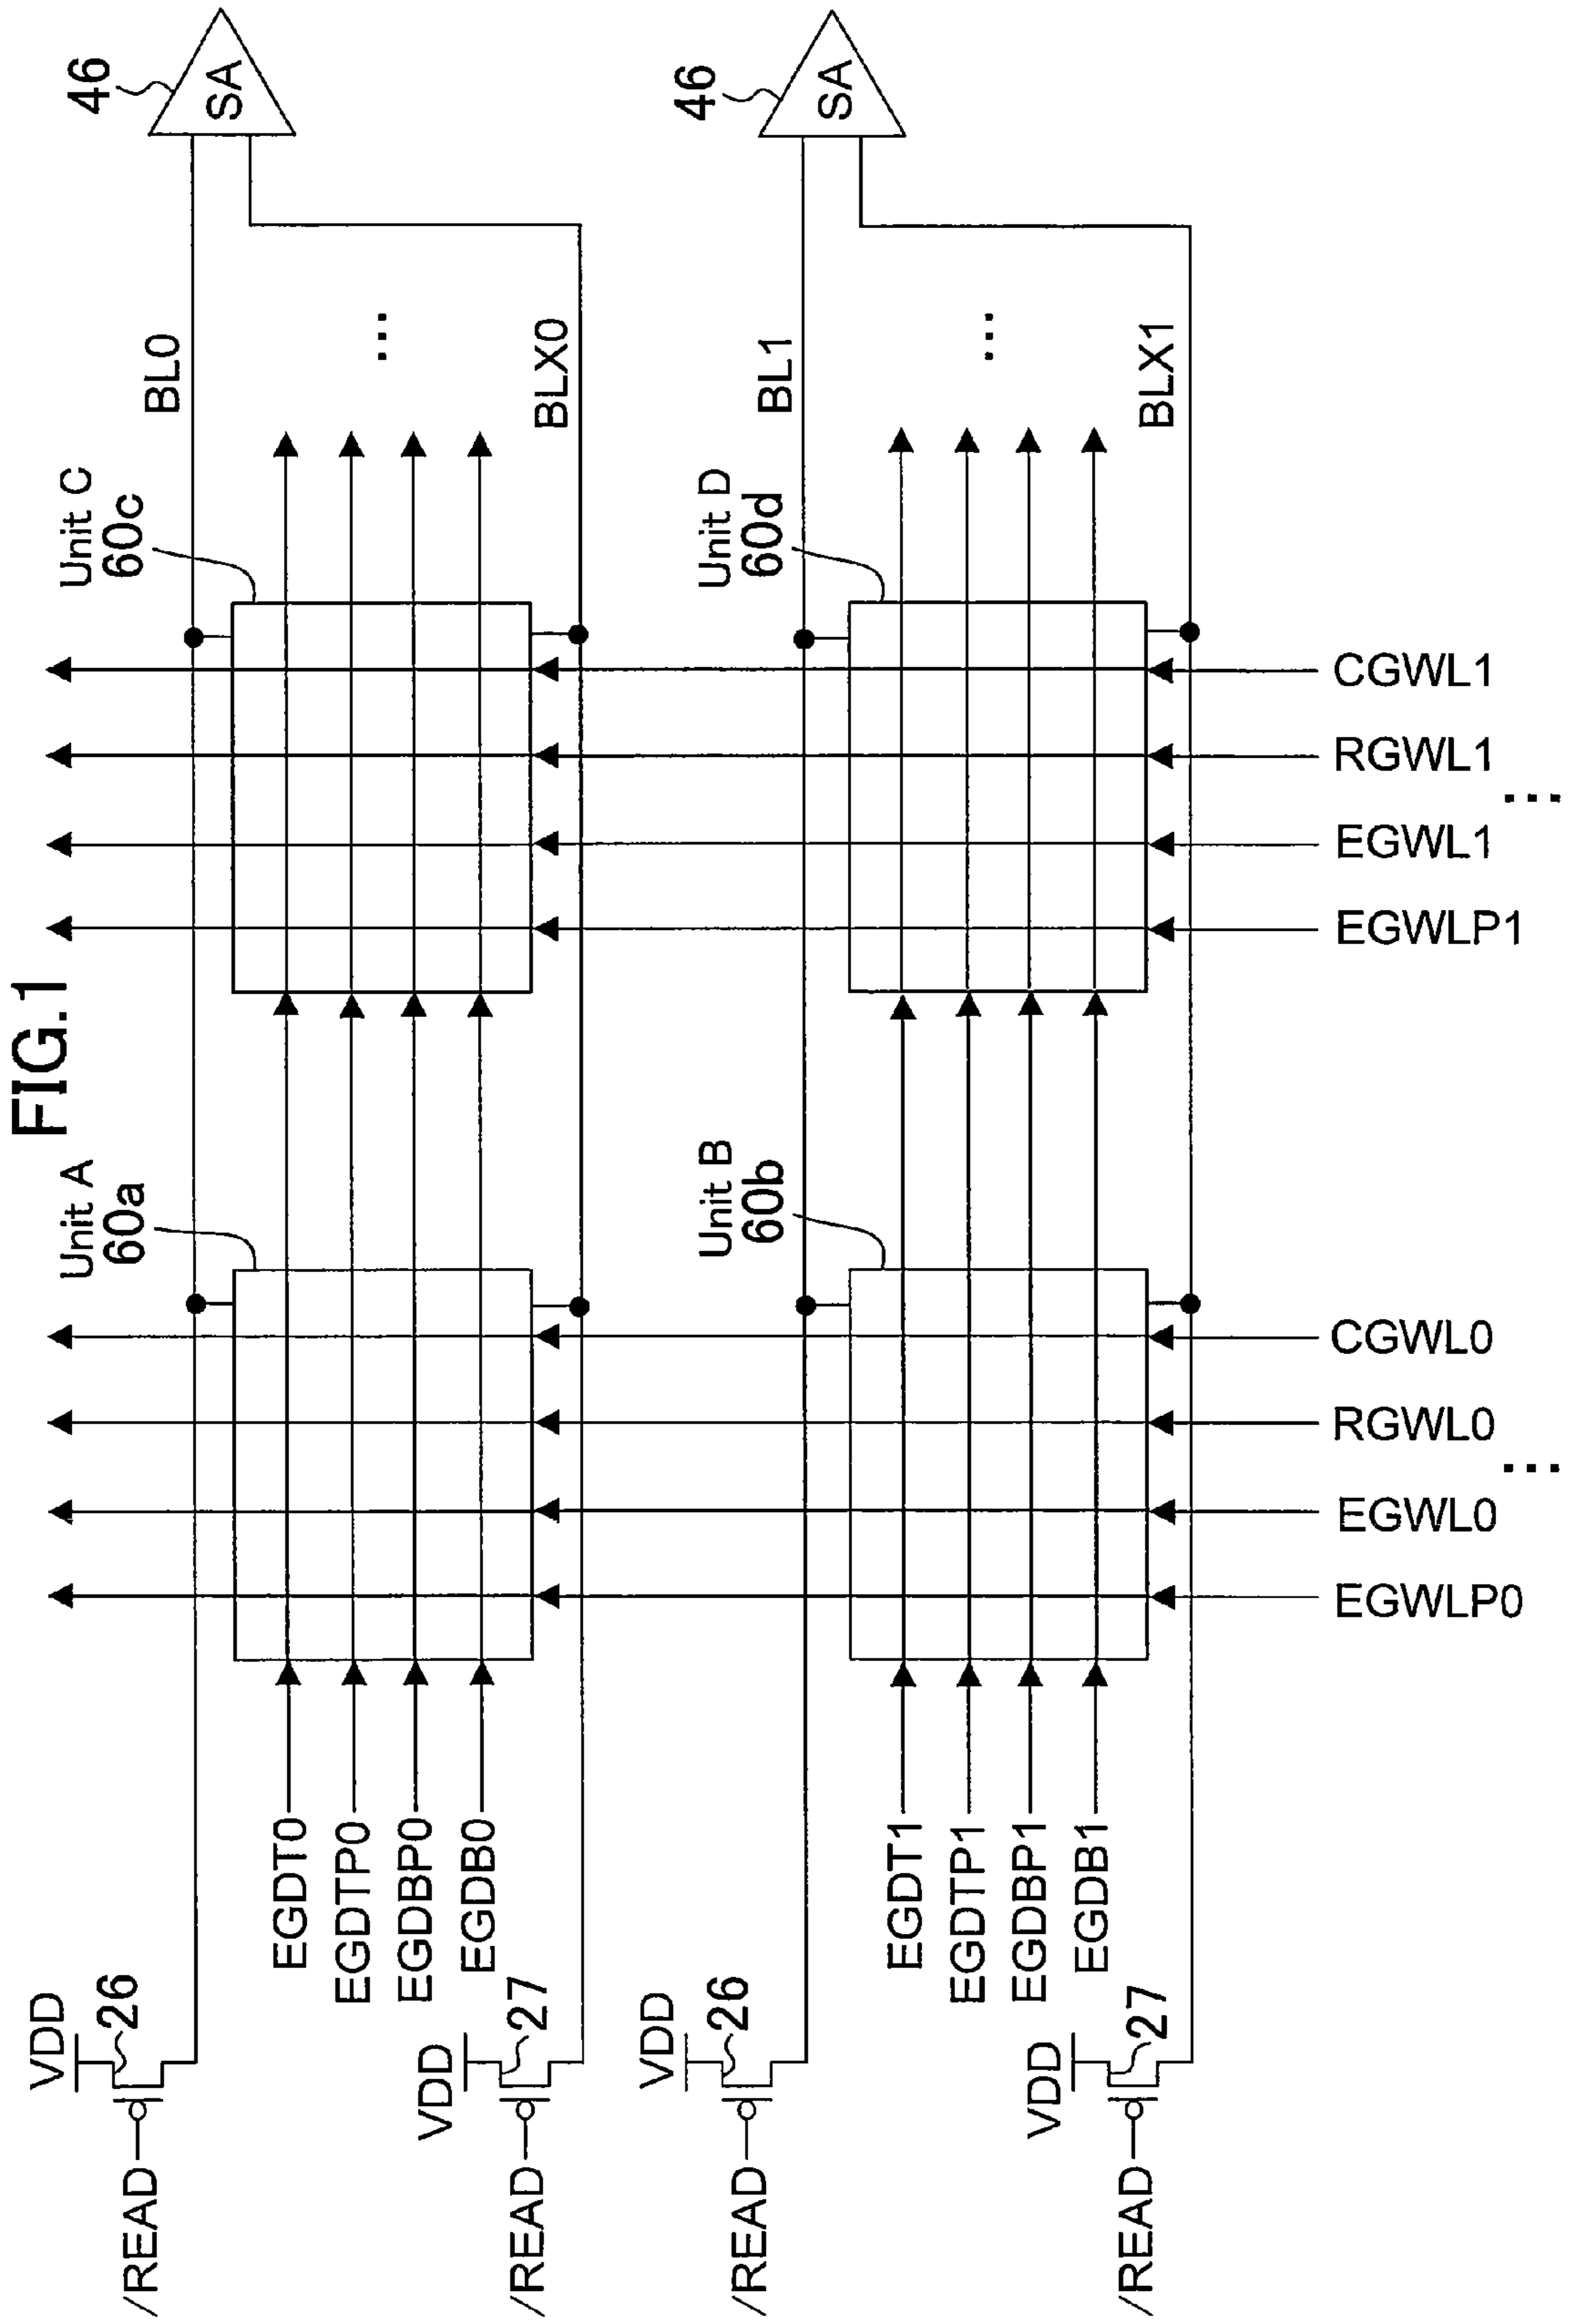 FIG.1
46
SA
BL0
BLX0
Unit C
60c
Unit A
60a
EGDT0
EGDTP0
EGDBP0
EGDB0
VDD
26
/READ
VDD
27
/READ
46
SA
BL1
BLX1
Unit D
60d
Unit B
60b
EGDT1
EGDTP1
EGDBP1
EGDB1
VDD
26
/READ
VDD
27
/READ
CGWL1
RGWL1
...
EGWL1
EGWLP1
CGWL0
RGWL0
...
EGWL0
EGWLP0
...
...